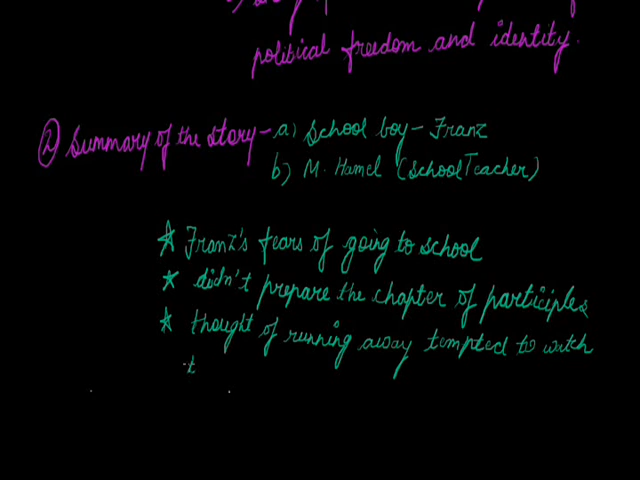 political freedom and identity.
2) Summary of the story - a) School boy - Franz
b) M. Hamel (School Teacher)
* Franz's fears of going to school
* didn't prepare the chapter of participles
* thought of running away tempted to watch
t